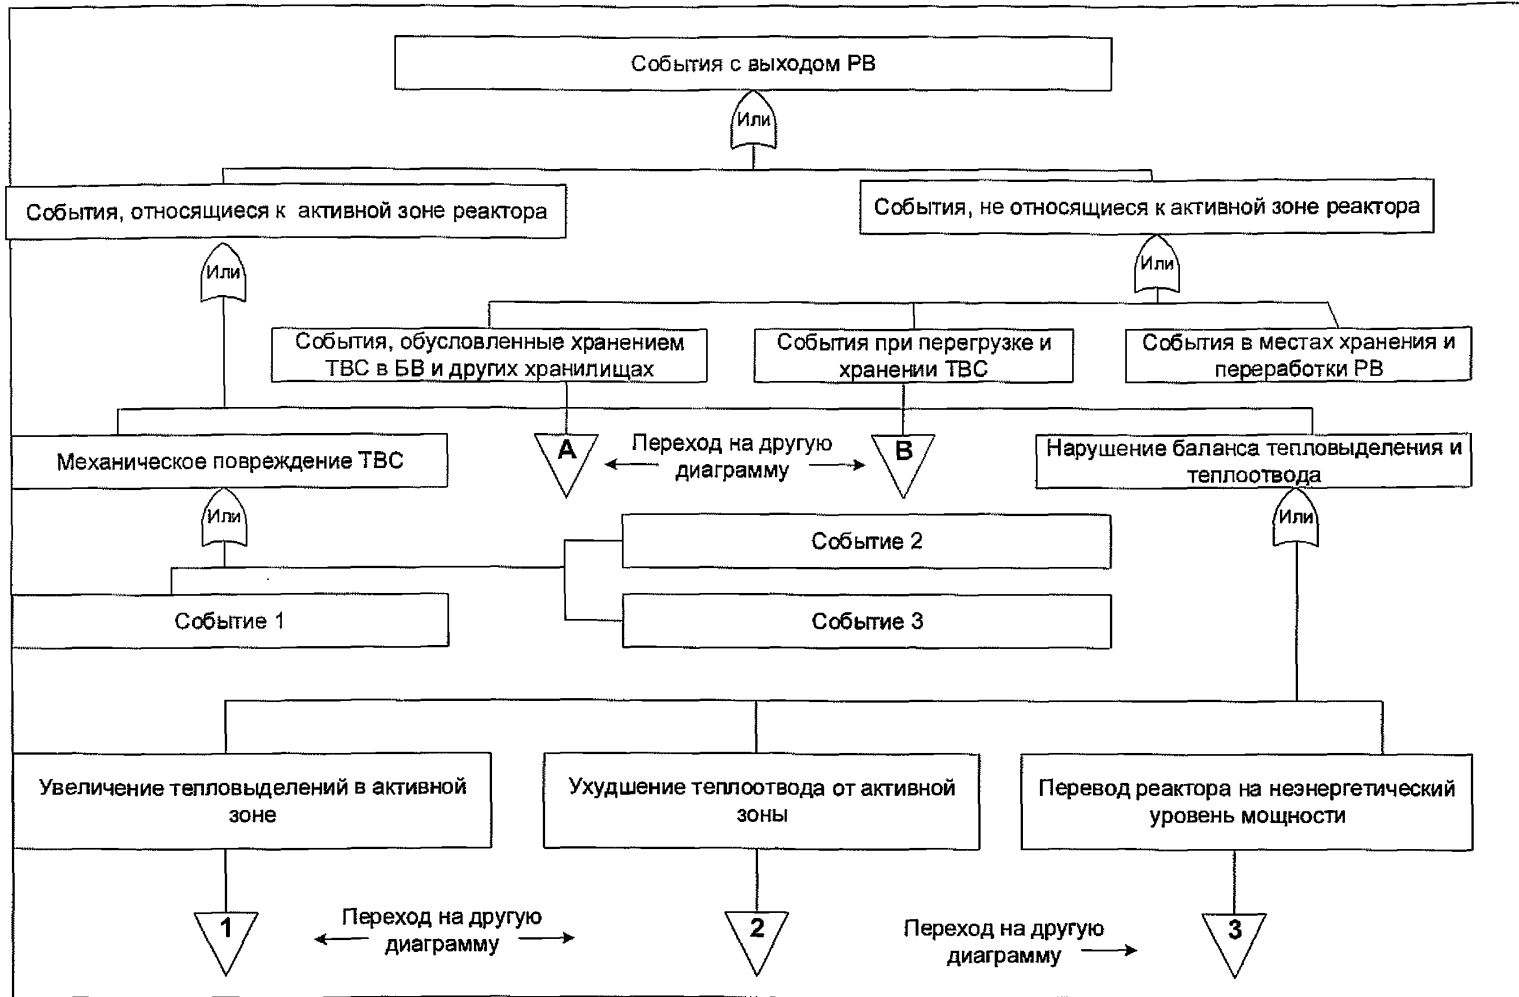 События с выходом РВ
Или
События, относящиеся к активной зоне реактора
События, не относящиеся к активной зоне реактора
Или
Или
События, обусловленные хранением
ТВС в БВ и других хранилищах
События при перегрузке и
хранении ТВС
События в местах хранения и
переработки РВ
Механическое повреждение ТВС
A
Переход на другую
диаграмму
B
Нарушение баланса тепловыделения и
теплоотвода
Или
Или
Событие 2
Событие 1
Событие 3
Увеличение тепловыделений в активной
зоне
Ухудшение теплоотвода от активной
зоны
Перевод реактора на неэнергетический
уровень мощности
1
Переход на другую
диаграмму
2
Переход на другую
диаграмму
3